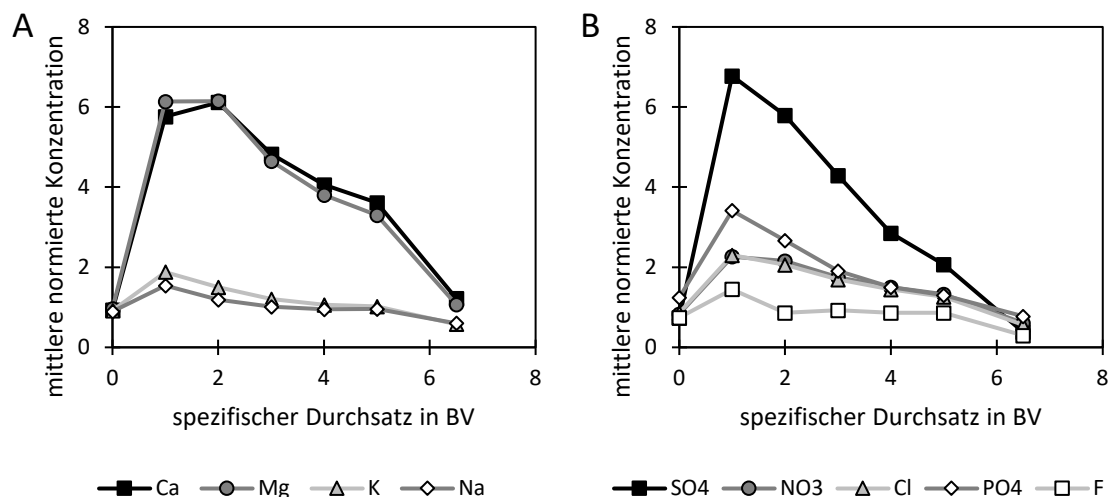 A
mittlere normierte Konzentration
8
6
4
2
0
0 2 4 6 8
spezifischer Durchsatz in BV
Ca Mg K Na
B
mittlere normierte Konzentration
8
6
4
2
0
0 2 4 6 8
spezifischer Durchsatz in BV
SO4 NO3 Cl PO4 F